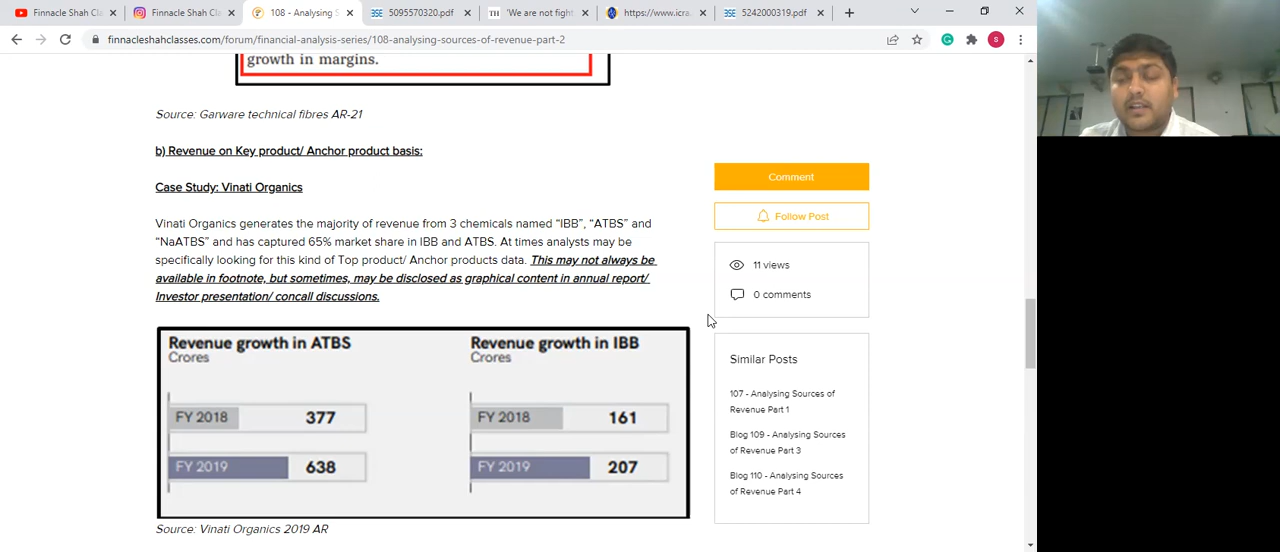 Finnacle Shah Clas
Finnacle Shah Clas
108 - Analysing S
5095570320.pdf
'We are not fight
https://www.icra
5242000319.pdf
finnacleshahclasses.com/forum/financial-analysis-series/108-analysing-sources-of-revenue-part-2
growth in margins.
Source: Garware technical fibres AR-21
b) Revenue on Key product/ Anchor product basis:
Case Study: Vinati Organics
Vinati Organics generates the majority of revenue from 3 chemicals named “IBB”, “ATBS” and
“NaATBS” and has captured 65% market share in IBB and ATBS. At times analysts may be
specifically looking for this kind of Top product/ Anchor products data. This may not always be
available in footnote, but sometimes, may be disclosed as graphical content in annual report/
Investor presentation/ concall discussions.
Revenue growth in ATBS
Crores
FY 2018 377
FY 2019 638
Revenue growth in IBB
Crores
FY 2018 161
FY 2019 207
Source: Vinati Organics 2019 AR
Comment
Follow Post
11 views
0 comments
Similar Posts
107 - Analysing Sources of
Revenue Part 1
Blog 109 - Analysing Sources
of Revenue Part 3
Blog 110 - Analysing Sources
of Revenue Part 4